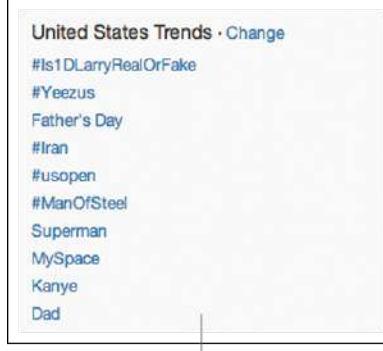 United States Trends · Change
#Is1DLarryRealOrFake
#Yeezus
Father's Day
#Iran
#usopen
#ManOfSteel
Superman
MySpace
Kanye
Dad